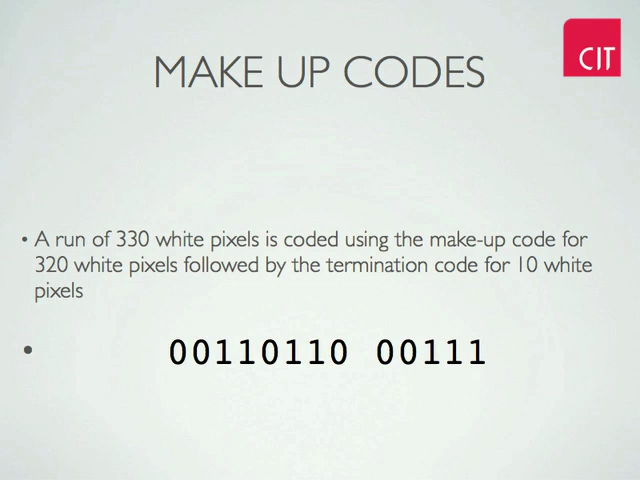 MAKE UP CODES
CIT
• A run of 330 white pixels is coded using the make-up code for
320 white pixels followed by the termination code for 10 white
pixels
• 00110110 00111